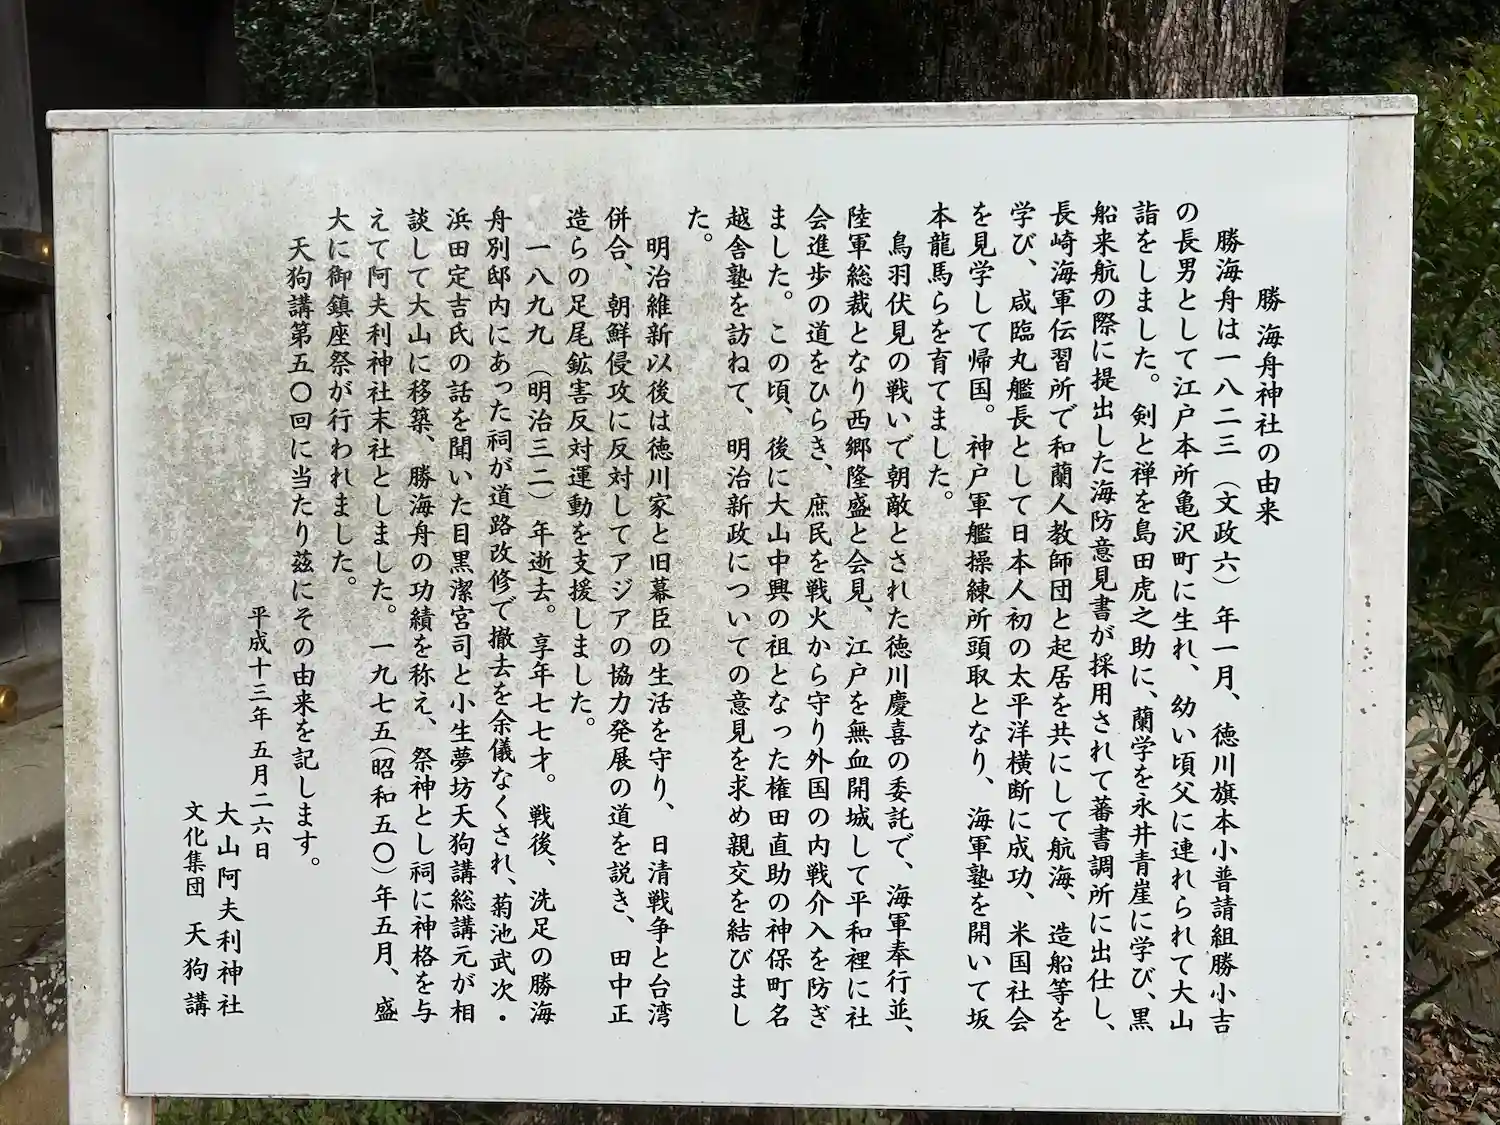 勝 海舟神社の由来
勝海舟は一八二三（文政六）年一月、徳川旗本小普請組勝小吉
の長男として江戸本所亀沢町に生れ、幼い頃父に連れられて大山
詣をしました。剣と禅を島田虎之助に、蘭学を永井青崖に学び、黒
船来航の際に提出した海防意見書が採用されて蕃書調所に出仕し、
長崎海軍伝習所で和蘭人教師団と起居を共にして航海、造船等を
学び、咸臨丸艦長として日本人初の太平洋横断に成功、米国社会
を見学して帰国。神戸軍艦操練所頭取となり、海軍塾を開いて坂
本龍馬らを育てました。
鳥羽伏見の戦いで朝敵とされた徳川慶喜の委託で、海軍奉行並、
陸軍総裁となり西郷隆盛と会見、江戸を無血開城して平和裡に社
会進歩の道をひらき、庶民を戦火から守り外国の内戦介入を防ぎ
ました。この頃、後に大山中興の祖となった権田直助の神保町名
越舎塾を訪ねて、明治新政についての意見を求め親交を結びまし
た。
明治維新以後は徳川家と旧幕臣の生活を守り、日清戦争と台湾
併合、朝鮮侵攻に反対してアジアの協力発展の道を説き、田中正
造らの足尾鉱害反対運動を支援しました。
一八九九（明治三二）年逝去。享年七七才。戦後、洗足の勝海
舟別邸内にあった祠が道路改修で撤去を余儀なくされ、菊池武次・
浜田定吉氏の話を聞いた目黒潔宮司と小生夢坊天狗講総講元が相
談して大山に移築、勝海舟の功績を称え、祭神とし祠に神格を与
えて阿夫利神社末社としました。一九七五（昭和五〇）年五月、盛
大に御鎮座祭が行われました。
天狗講第五〇回に当たり茲にその由来を記します。
平成十三年五月二六日
大山阿夫利神社
文化集団 天狗講